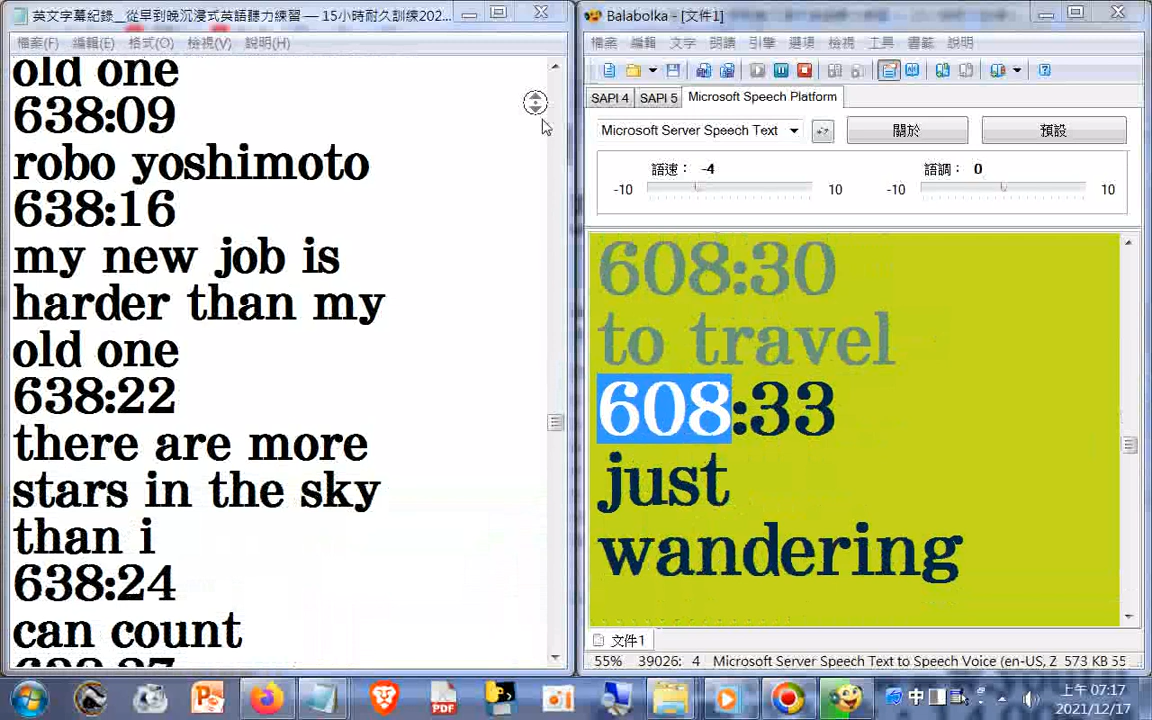 英文字幕紀錄__從早到晚沉浸式英語聽力練習 — 15小時耐久訓練202...
檔案(F) 編輯(E) 格式(O) 檢視(V) 說明(H)
old one
638:09
robo yoshimoto
638:16
my new job is
harder than my
old one
638:22
there are more
stars in the sky
than i
638:24
can count
Balabolka - [文件1]
檔案 編輯 文字 朗讀 引擎 選項 檢視 工具 書籤 說明
SAPI 4 SAPI 5 Microsoft Speech Platform
Microsoft Server Speech Text 關於 預設
語速： -4 語調： 0
-10 10 -10 10
608:30
to travel
608:33
just
wandering
文件1
55% 39026: 4 Microsoft Server Speech Text to Speech Voice (en-US, Z 573 KB 55
PDF 中 上午 07:17
2021/12/17